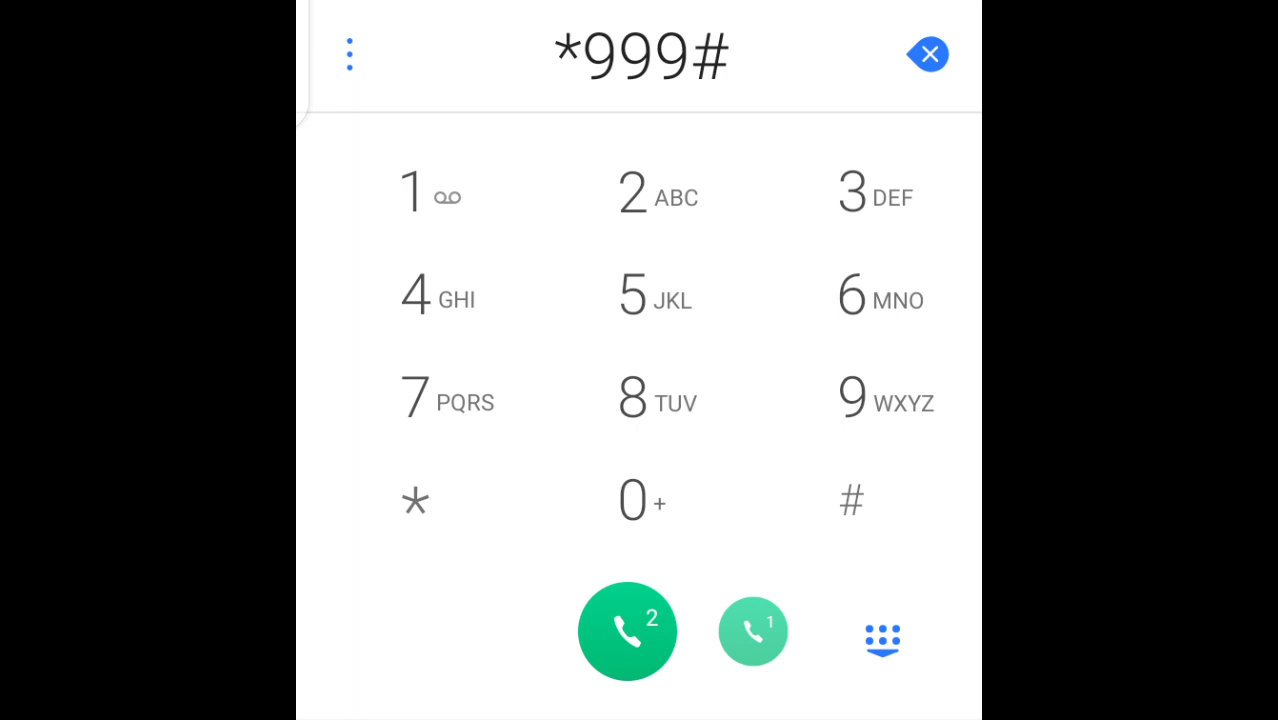 *999#
1
2 ABC
3 DEF
4 GHI
5 JKL
6 MNO
7 PQRS
8 TUV
9 WXYZ
*
0 +
#
2
1